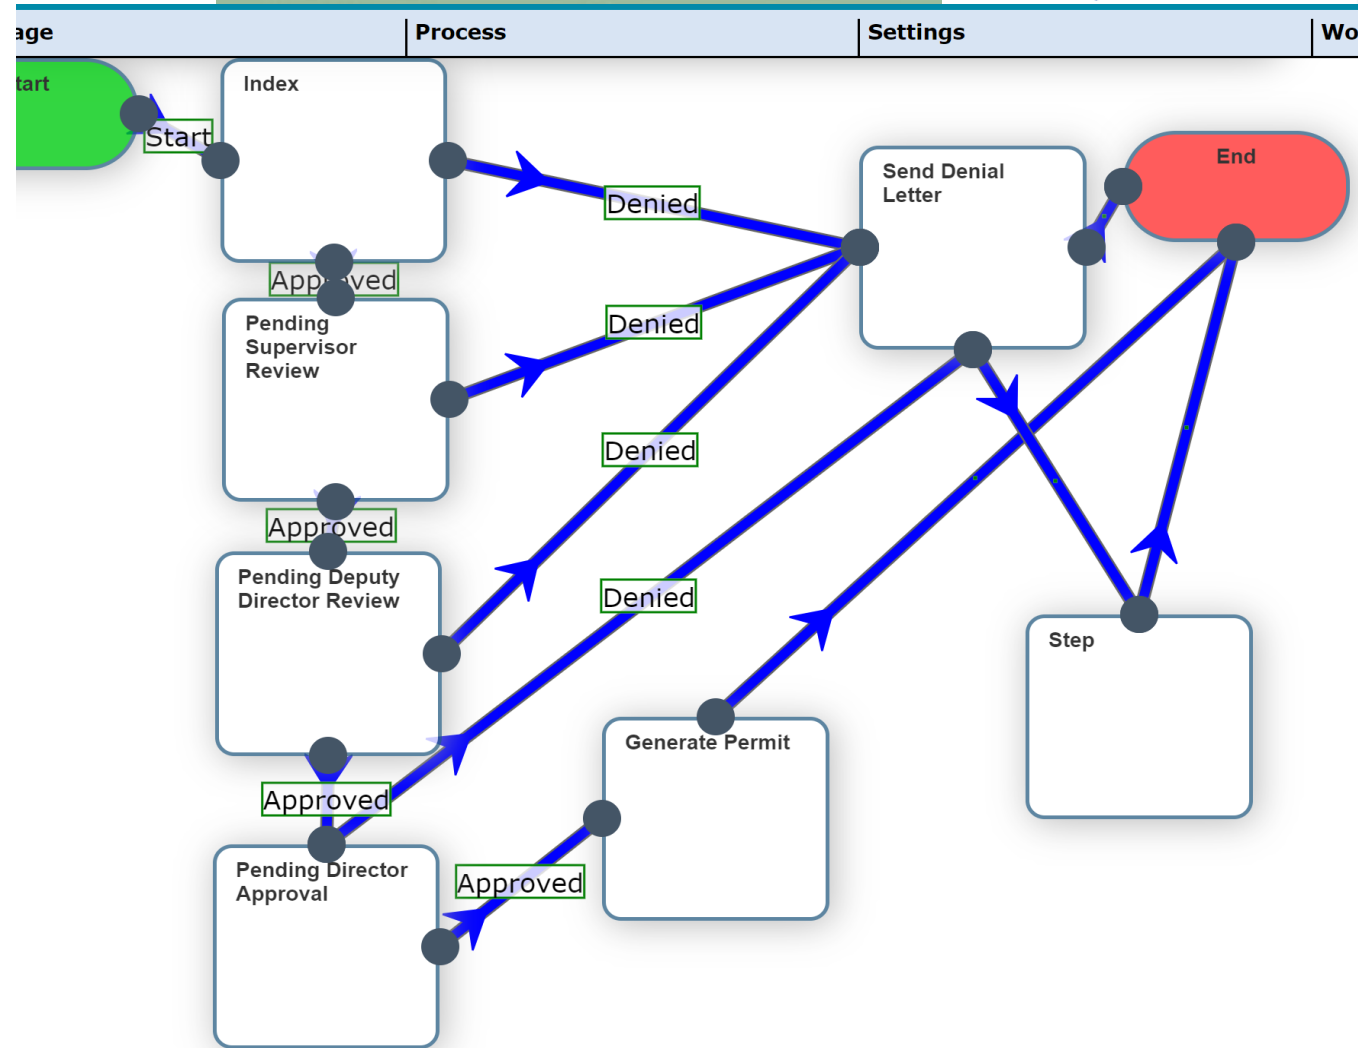 age
Process
Settings
Wo
tart
Start
Index
Denied
Send Denial
Letter
End
Approved
Pending
Supervisor
Review
Denied
Denied
Approved
Pending Deputy
Director Review
Denied
Step
Generate Permit
Approved
Pending Director
Approval
Approved